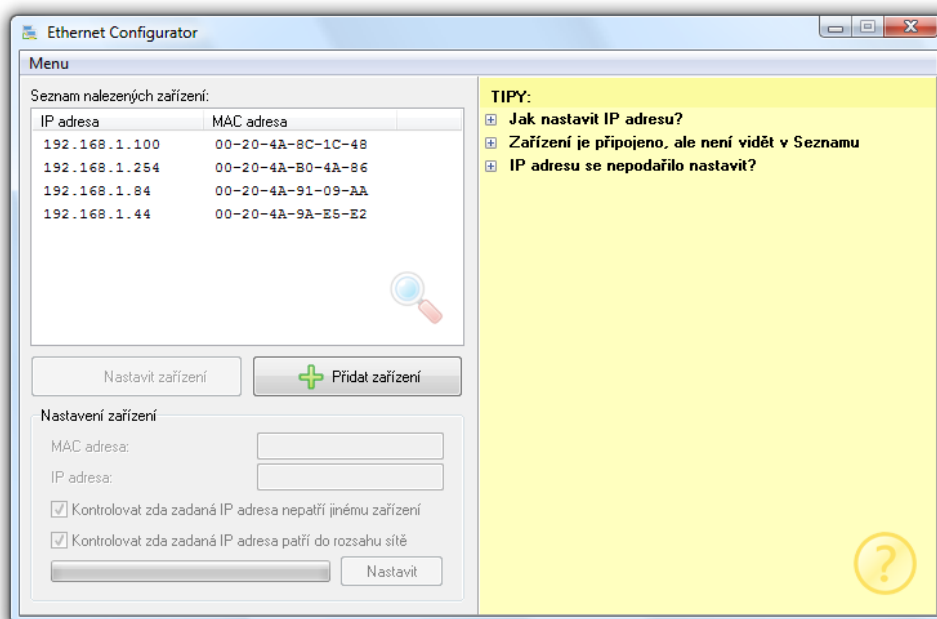 Ethernet Configurator
Menu
Seznam nalezených zařízení:
IP adresa MAC adresa
192.168.1.100 00-20-4A-8C-1C-48
192.168.1.254 00-20-4A-B0-4A-86
192.168.1.84 00-20-4A-91-09-AA
192.168.1.44 00-20-4A-9A-E5-E2
Nastavit zařízení
Přidat zařízení
Nastavení zařízení
MAC adresa:
IP adresa:
Kontrolovat zda zadaná IP adresa nepatří jinému zařízení
Kontrolovat zda zadaná IP adresa patří do rozsahu sítě
Nastavit
TIPY:
Jak nastavit IP adresu?
Zařízení je připojeno, ale není vidět v Seznamu
IP adresu se nepodařilo nastavit?
?